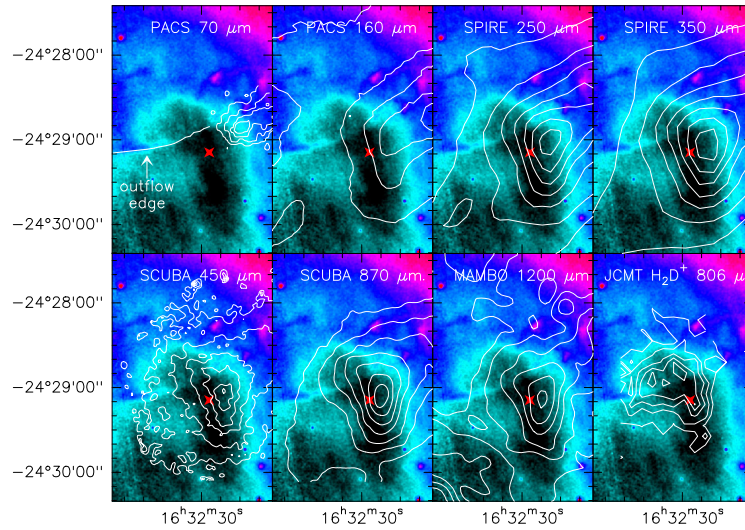 PACS 70 μm
PACS 160 μm
SPIRE 250 μm
SPIRE 350 μm
−24°28'00''
−24°29'00''
−24°30'00''
outflow
edge
SCUBA 450 μm
SCUBA 870 μm
MAMBO 1200 μm
JCMT H₂D⁺ 806 μ
−24°28'00''
−24°29'00''
−24°30'00''
16ʰ32ᵐ30ˢ
16ʰ32ᵐ30ˢ
16ʰ32ᵐ30ˢ
16ʰ32ᵐ30ˢ